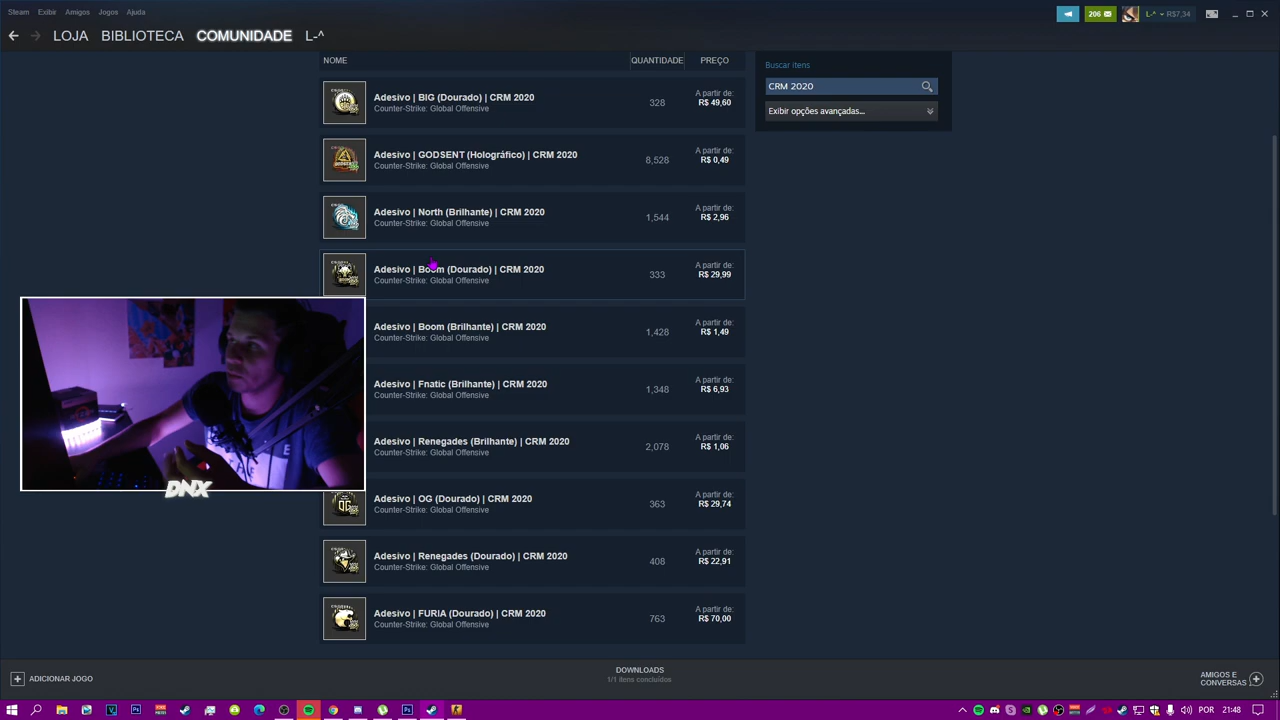 Steam Exibir Amigos Jogos Ajuda
206 L-^ R$7,34
LOJA BIBLIOTECA COMUNIDADE L-^
NOME QUANTIDADE PREÇO
Adesivo | BIG (Dourado) | CRM 2020
Counter-Strike: Global Offensive
328
A partir de:
R$ 49,60
Adesivo | GODSENT (Holográfico) | CRM 2020
Counter-Strike: Global Offensive
8,528
A partir de:
R$ 0,49
Adesivo | North (Brilhante) | CRM 2020
Counter-Strike: Global Offensive
1,544
A partir de:
R$ 2,96
Adesivo | Boom (Dourado) | CRM 2020
Counter-Strike: Global Offensive
333
A partir de:
R$ 29,99
Adesivo | Boom (Brilhante) | CRM 2020
Counter-Strike: Global Offensive
1,428
A partir de:
R$ 1,49
Adesivo | Fnatic (Brilhante) | CRM 2020
Counter-Strike: Global Offensive
1,348
A partir de:
R$ 6,93
Adesivo | Renegades (Brilhante) | CRM 2020
Counter-Strike: Global Offensive
2,078
A partir de:
R$ 1,06
Adesivo | OG (Dourado) | CRM 2020
Counter-Strike: Global Offensive
363
A partir de:
R$ 29,74
Adesivo | Renegades (Dourado) | CRM 2020
Counter-Strike: Global Offensive
408
A partir de:
R$ 22,91
Adesivo | FURIA (Dourado) | CRM 2020
Counter-Strike: Global Offensive
763
A partir de:
R$ 70,00
Buscar itens
CRM 2020
Exibir opções avançadas...
DNX
ADICIONAR JOGO
DOWNLOADS
1/1 itens concluídos
AMIGOS E
CONVERSAS
POR 21:48